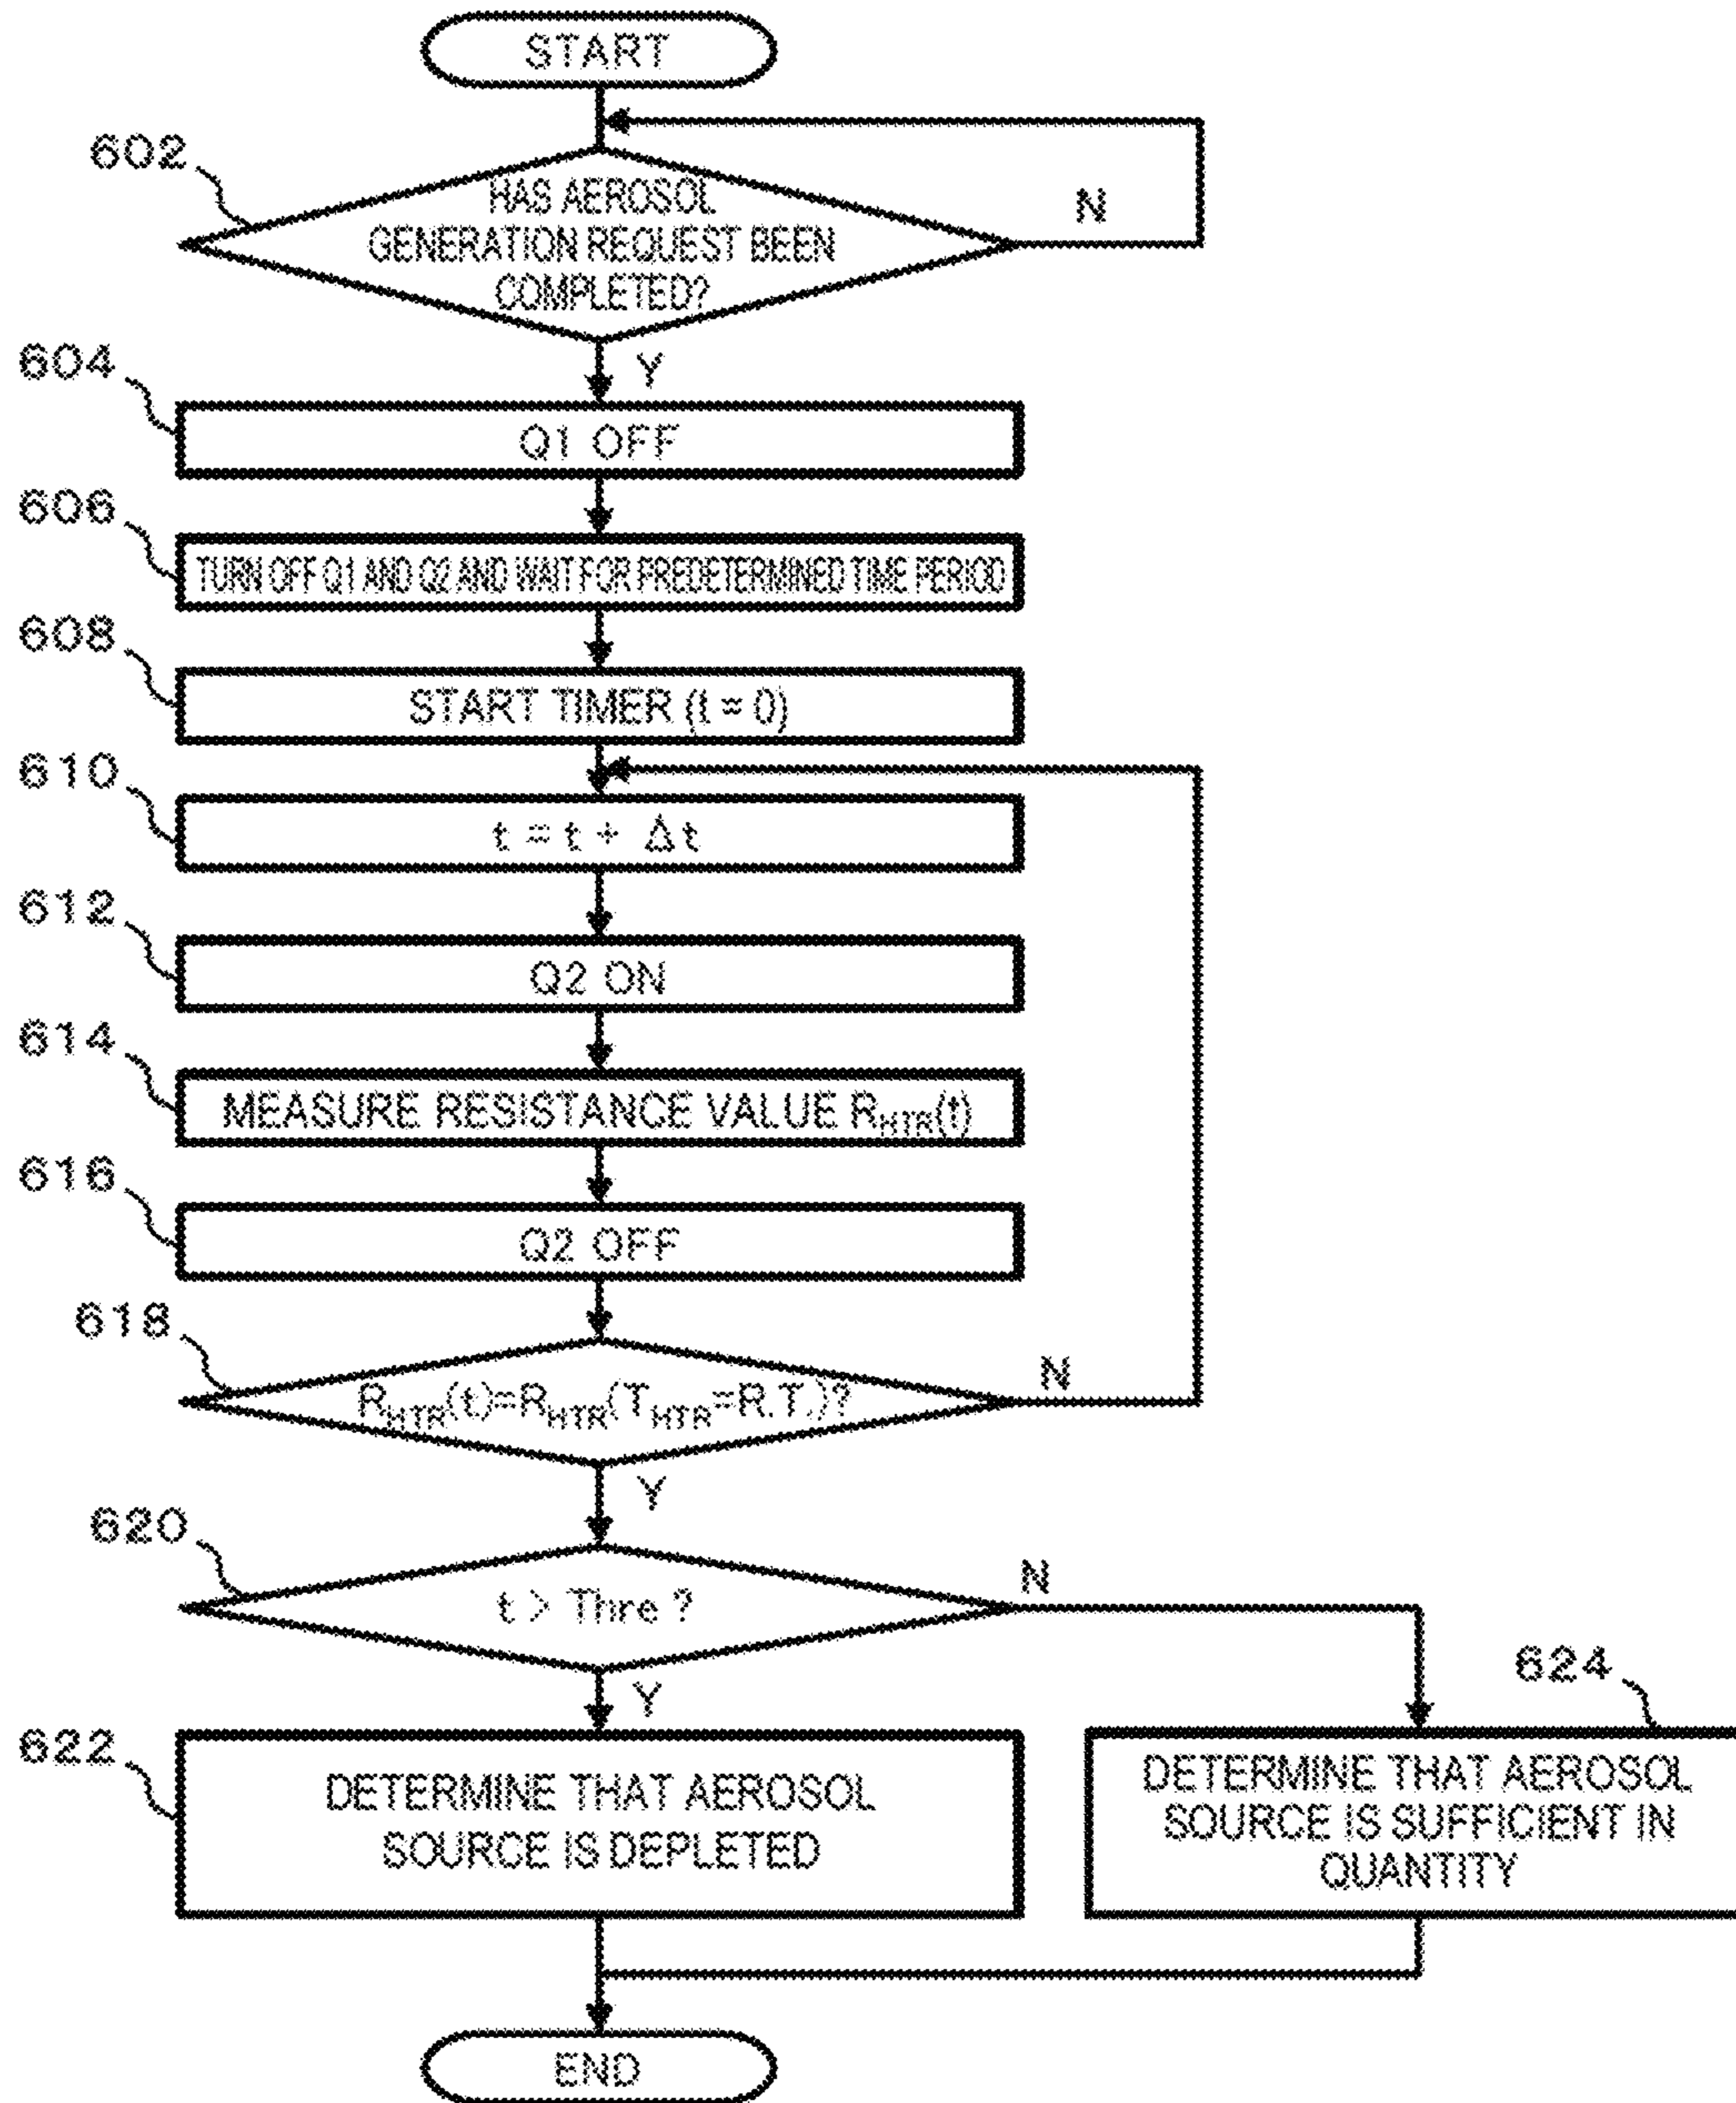 START
602
HAS AEROSOL
GENERATION REQUEST BEEN
COMPLETED?
N
Y
604
Q1 OFF
606
TURN OFF Q1 AND Q2 AND WAIT FOR PREDETERMINED TIME PERIOD
608
START TIMER (t = 0)
610
t = t + Δt
612
Q2 ON
614
MEASURE RESISTANCE VALUE R_HTR(t)
616
Q2 OFF
618
R_HTR(t)=R_HTR(T_HTR=R.T.)?
N
Y
620
t > Thre ?
N
Y
622
DETERMINE THAT AEROSOL
SOURCE IS DEPLETED
624
DETERMINE THAT AEROSOL
SOURCE IS SUFFICIENT IN
QUANTITY
END